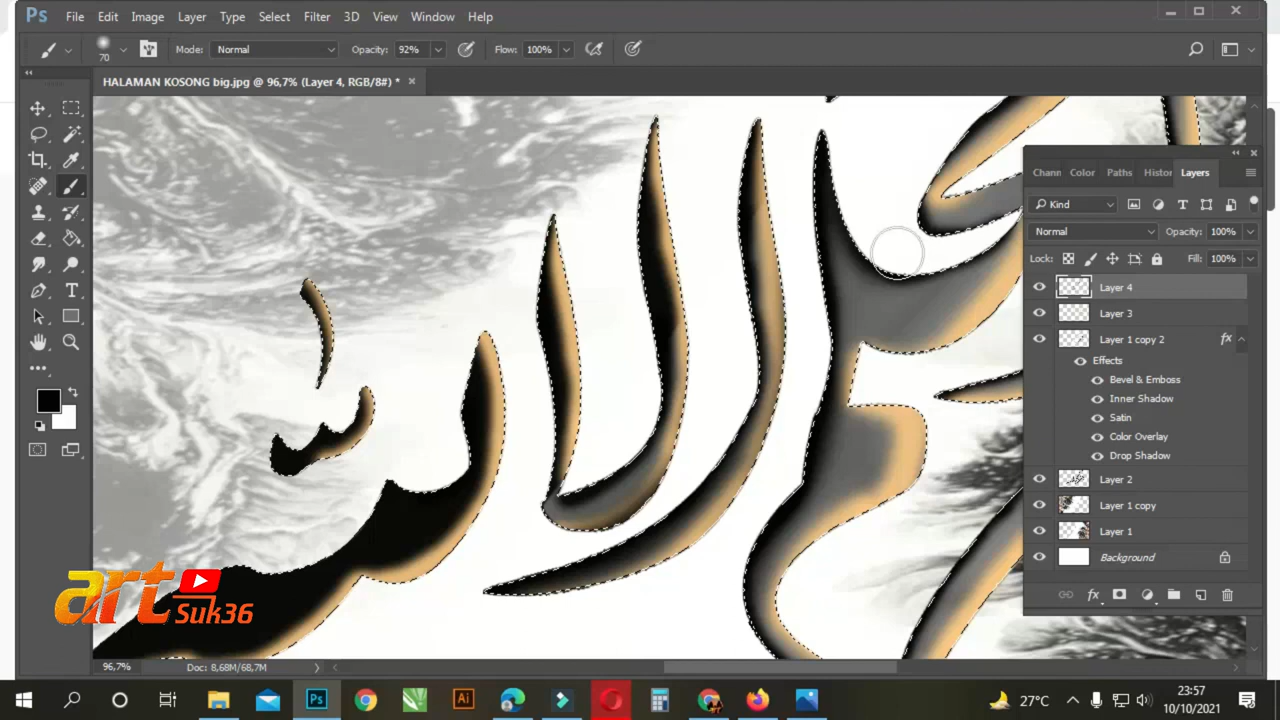 Ps File Edit Image Layer Type Select Filter 3D View Window Help
70 Mode: Normal Opacity: 92% Flow: 100%
HALAMAN KOSONG big.jpg @ 96,7% (Layer 4, RGB/8#) * ×
Chann Color Paths Histor Layers
Kind
Normal Opacity: 100%
Lock: Fill: 100%
Layer 4
Layer 3
Layer 1 copy 2 fx
Effects
Bevel & Emboss
Inner Shadow
Satin
Color Overlay
Drop Shadow
Layer 2
Layer 1 copy
Layer 1
Background
fx
art
Suk36
96,7% Doc: 8,68M/68,7M
Ps Ai 27°C 23:57
10/10/2021